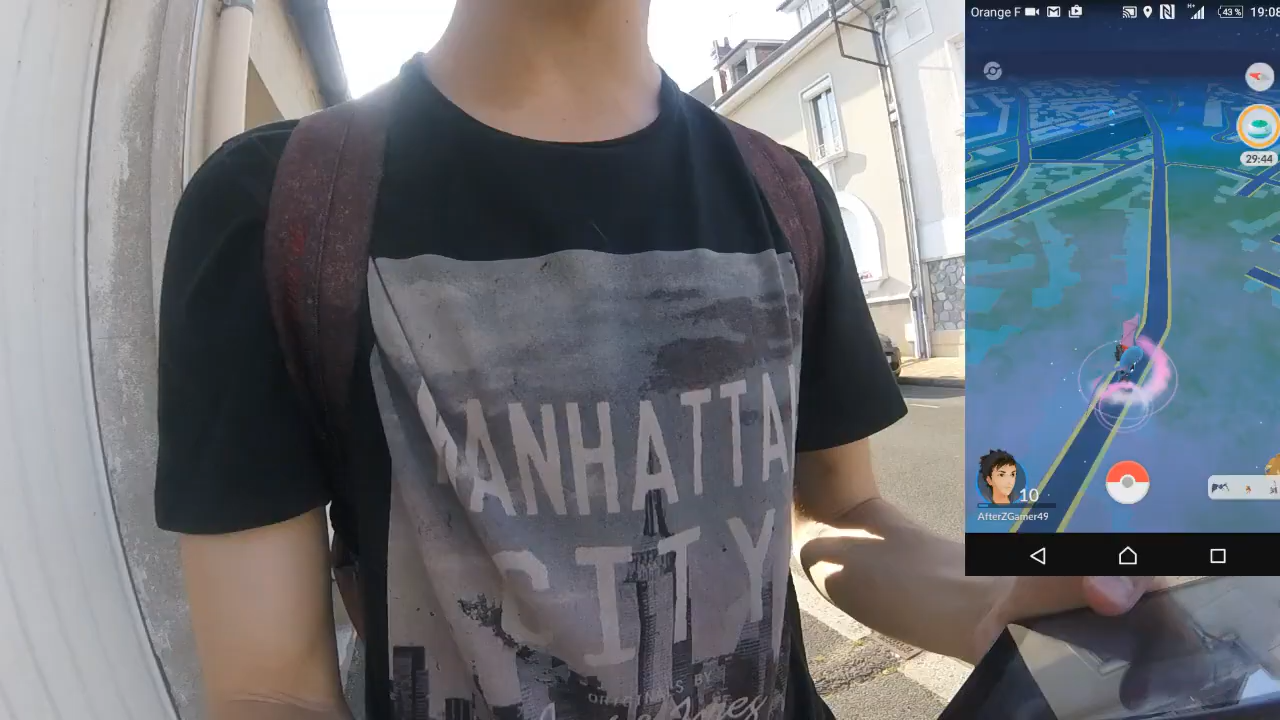 Orange F 43 % 19:08
29:44
MANHATTAN
CITY
ORIGINALS BY
10
AfterZGamer49